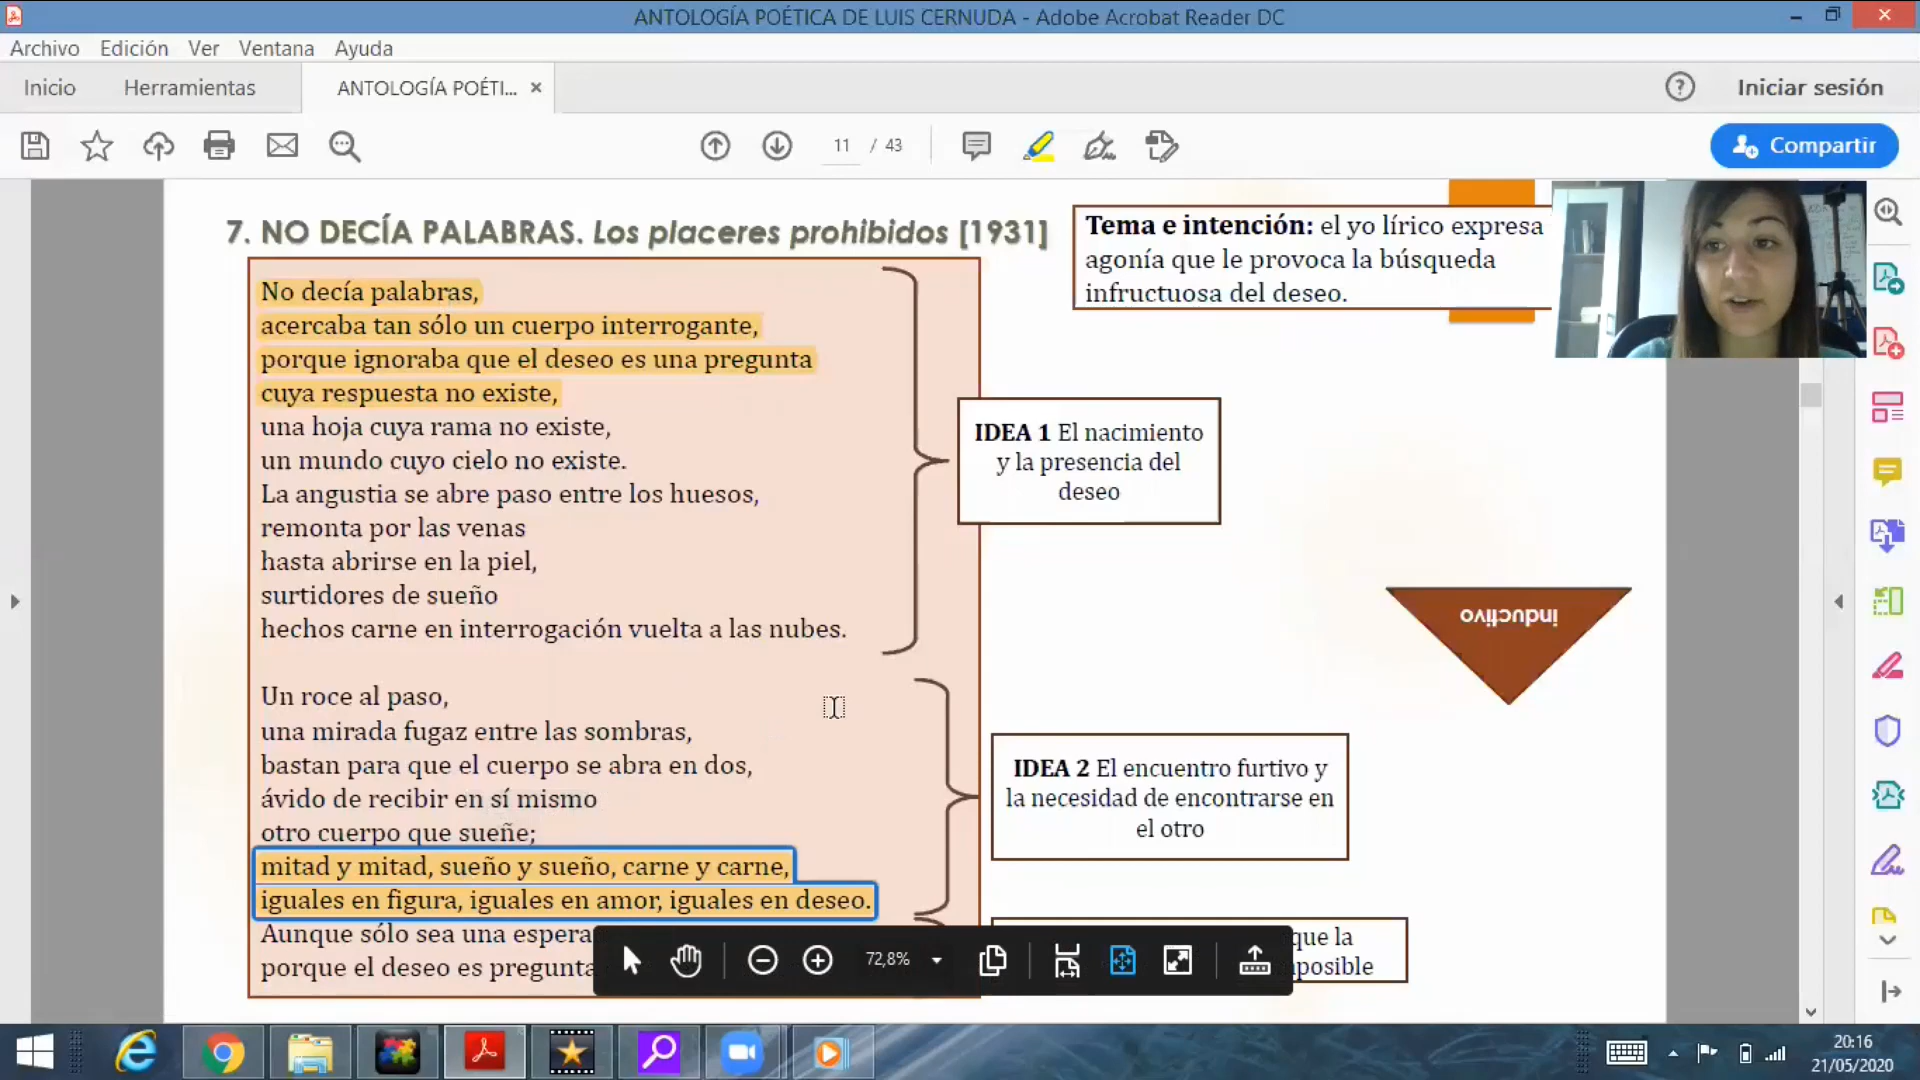 ANTOLOGÍA POÉTICA DE LUIS CERNUDA - Adobe Acrobat Reader DC
Archivo Edición Ver Ventana Ayuda
Inicio Herramientas ANTOLOGÍA POÉTI... × Iniciar sesión
11 / 43 Compartir
7. NO DECÍA PALABRAS. Los placeres prohibidos [1931]
Tema e intención: el yo lírico expresa
agonía que le provoca la búsqueda
infructuosa del deseo.
No decía palabras,
acercaba tan sólo un cuerpo interrogante,
porque ignoraba que el deseo es una pregunta
cuya respuesta no existe,
una hoja cuya rama no existe,
un mundo cuyo cielo no existe.
La angustia se abre paso entre los huesos,
remonta por las venas
hasta abrirse en la piel,
surtidores de sueño
hechos carne en interrogación vuelta a las nubes.
IDEA 1 El nacimiento
y la presencia del
deseo
inductivo
Un roce al paso,
una mirada fugaz entre las sombras,
bastan para que el cuerpo se abra en dos,
ávido de recibir en sí mismo
otro cuerpo que sueñe;
mitad y mitad, sueño y sueño, carne y carne,
iguales en figura, iguales en amor, iguales en deseo.
Aunque sólo sea una espera
porque el deseo es pregunta
IDEA 2 El encuentro furtivo y
la necesidad de encontrarse en
el otro
que la
posible
72,8%
20:16
21/05/2020